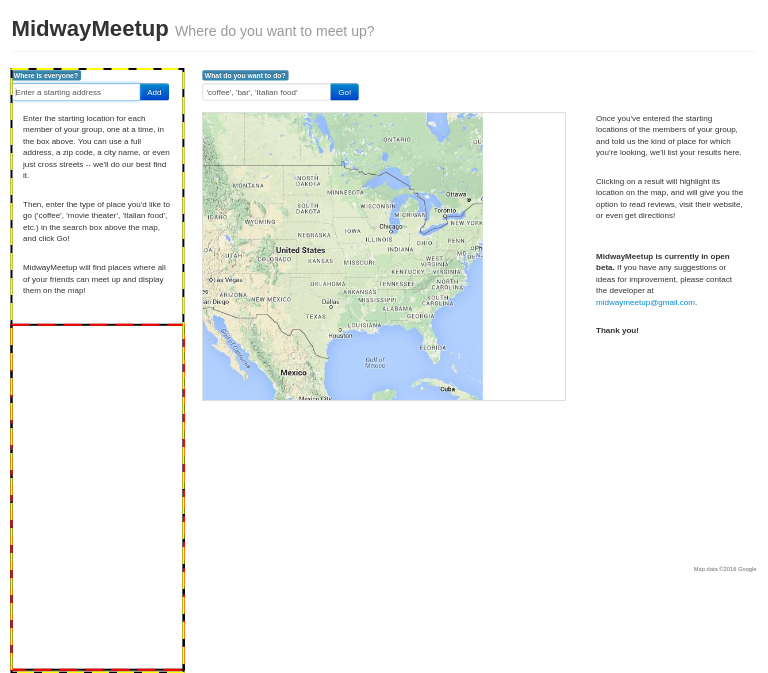 MidwayMeetup Where do you want to meet up?
Where is everyone?
Enter a starting address Add
Enter the starting location for each
member of your group, one at a time, in
the box above. You can use a full
address, a zip code, a city name, or even
just cross streets -- we'll do our best find
it.
Then, enter the type of place you'd like to
go ('coffee', 'movie theater', 'Italian food',
etc.) in the search box above the map,
and click Go!
MidwayMeetup will find places where all
of your friends can meet up and display
them on the map!
What do you want to do?
'coffee', 'bar', 'Italian food' Go!
ONTARIO
MONTANA
NORTH
DAKOTA
MINNESOTA
Ottawa
SOUTH
DAKOTA
WISCONSIN
MICHIGAN
Toronto
IDAHO
WYOMING
NEW YORK
Chicago
IOWA
NEBRASKA
ILLINOIS
INDIANA
OHIO
PENN
United States
UTAH
COLORADO
KANSAS
MISSOURI
WEST
VIRGINIA
KENTUCKY
VIRGINIA
Las Vegas
OKLAHOMA
ARKANSAS
TENNESSEE
NORTH
CAROLINA
ARIZONA
NEW MEXICO
MISSISSIPPI
SOUTH
CAROLINA
an Diego
Dallas
ALABAMA
TEXAS
GEORGIA
LOUISIANA
Houston
FLORIDA
Gulf of California
Gulf of
Mexico
Mexico
Cuba
Mexico City
Once you've entered the starting
locations of the members of your group,
and told us the kind of place for which
you're looking, we'll list your results here.
Clicking on a result will highlight its
location on the map, and will give you the
option to read reviews, visit their website,
or even get directions!
MidwayMeetup is currently in open
beta. If you have any suggestions or
ideas for improvement, please contact
the developer at
midwaymeetup@gmail.com.
Thank you!
Map data ©2016 Google